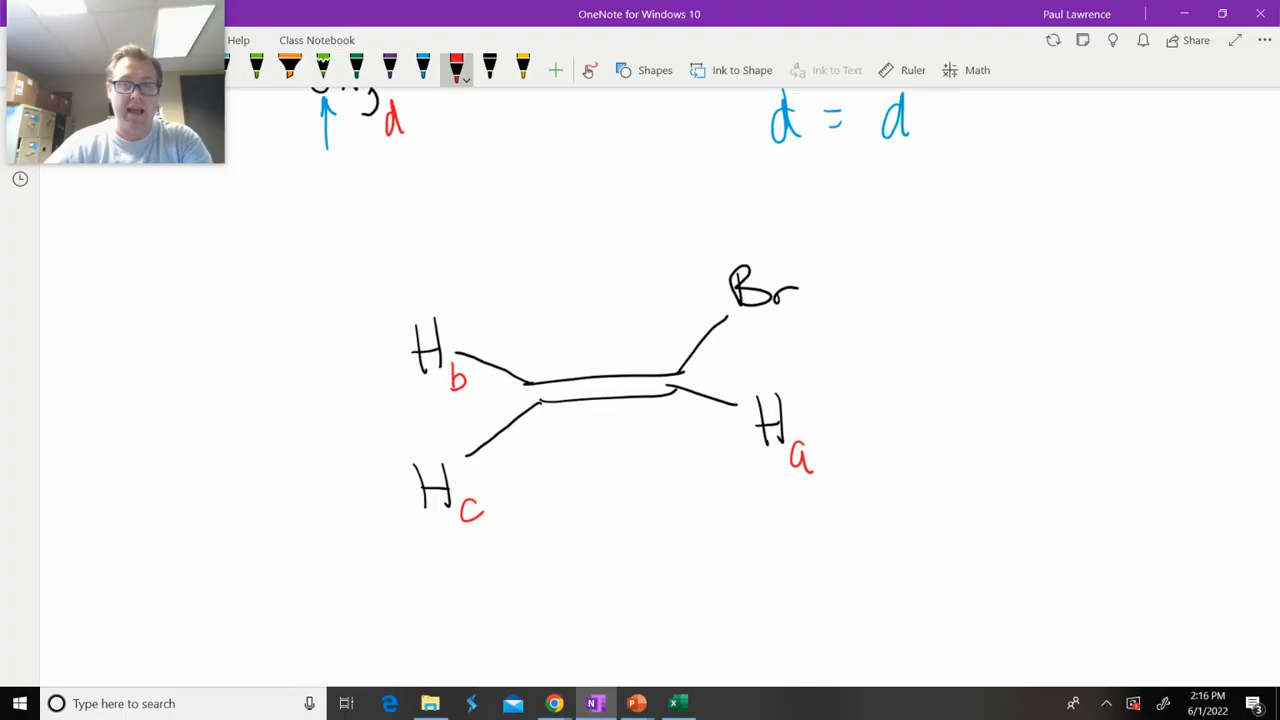 OneNote for Windows 10
Paul Lawrence
Help
Class Notebook
Share
Shapes
Ink to Shape
Ink to Text
Ruler
Math
d
d = d
Br
H b
H a
H c
Type here to search
2:16 PM
6/1/2022
3